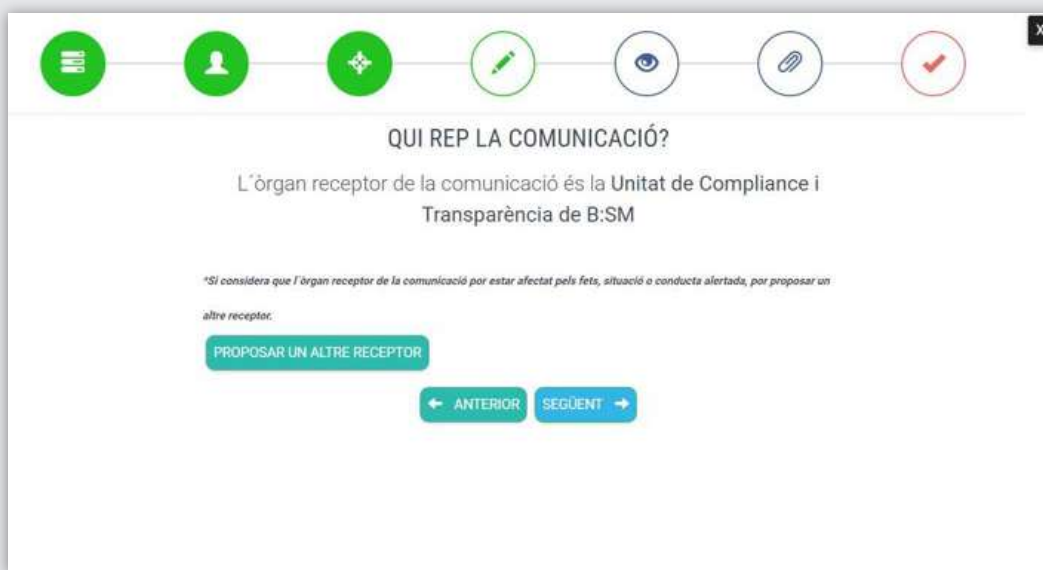 X
QUI REP LA COMUNICACIÓ?
L´òrgan receptor de la comunicació és la Unitat de Compliance i
Transparència de B:SM
*Si considera que l´òrgan receptor de la comunicació por estar afectat pels fets, situació o conducta alertada, por proposar un
altre receptor.
PROPOSAR UN ALTRE RECEPTOR
ANTERIOR SEGÜENT